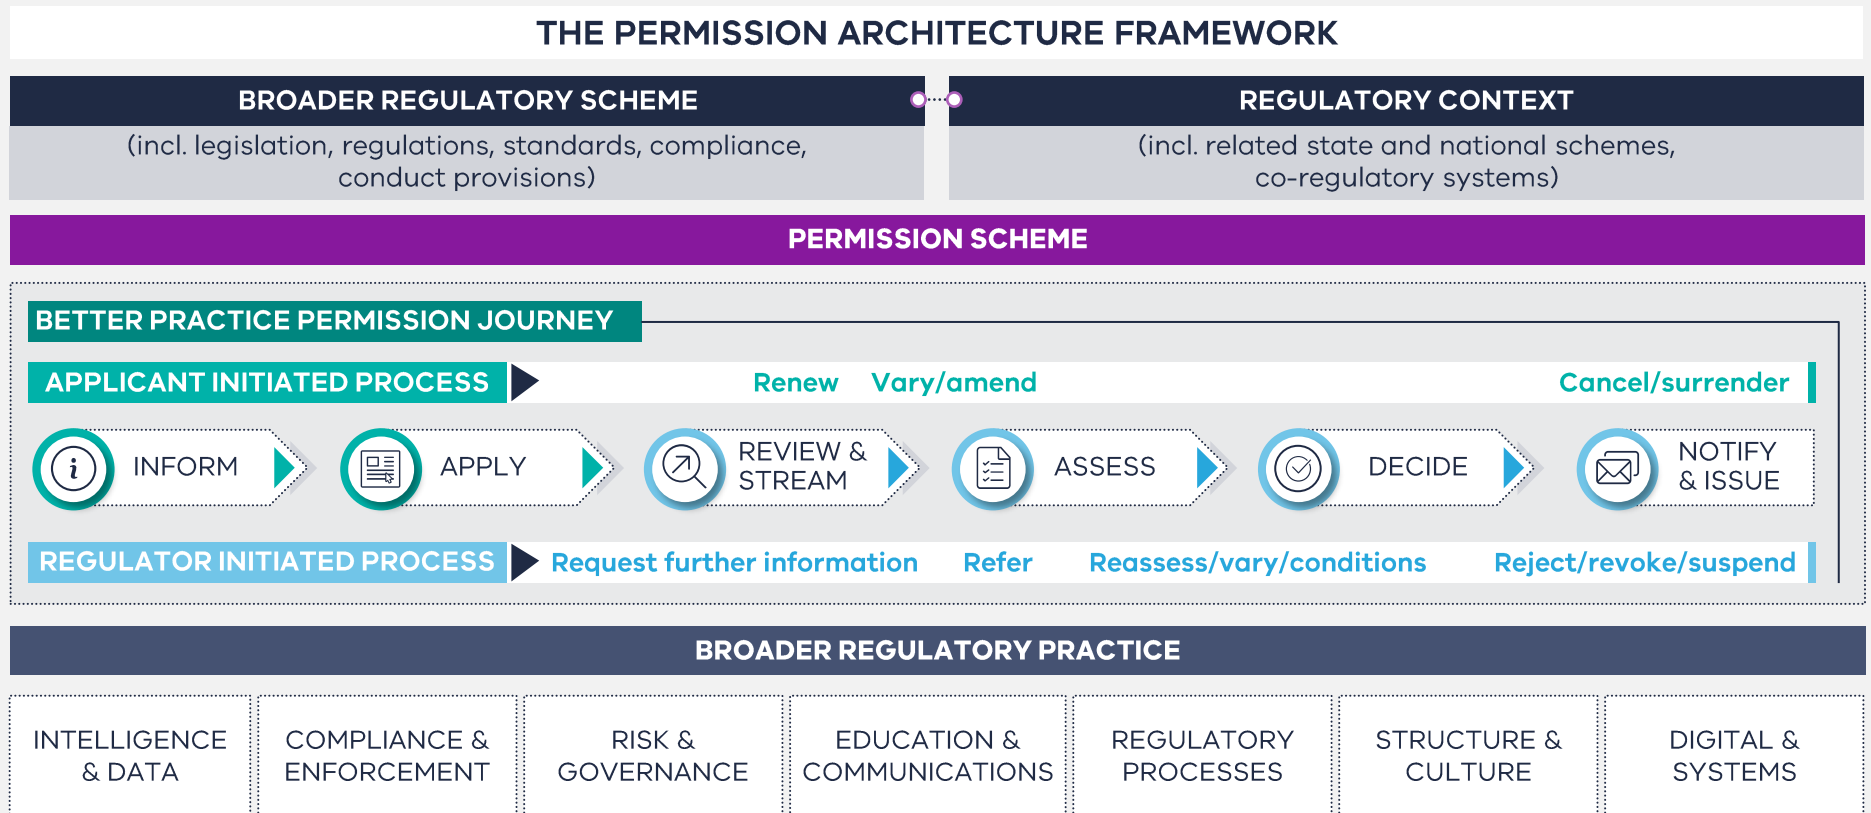 THE PERMISSION ARCHITECTURE FRAMEWORK
BROADER REGULATORY SCHEME
(incl. legislation, regulations, standards, compliance,
conduct provisions)
REGULATORY CONTEXT
(incl. related state and national schemes,
co-regulatory systems)
PERMISSION SCHEME
BETTER PRACTICE PERMISSION JOURNEY
APPLICANT INITIATED PROCESS
Renew
Vary/amend
Cancel/surrender
INFORM
APPLY
REVIEW &
STREAM
ASSESS
DECIDE
NOTIFY
& ISSUE
REGULATOR INITIATED PROCESS
Request further information
Refer
Reassess/vary/conditions
Reject/revoke/suspend
BROADER REGULATORY PRACTICE
INTELLIGENCE
& DATA
COMPLIANCE &
ENFORCEMENT
RISK &
GOVERNANCE
EDUCATION &
COMMUNICATIONS
REGULATORY
PROCESSES
STRUCTURE &
CULTURE
DIGITAL &
SYSTEMS